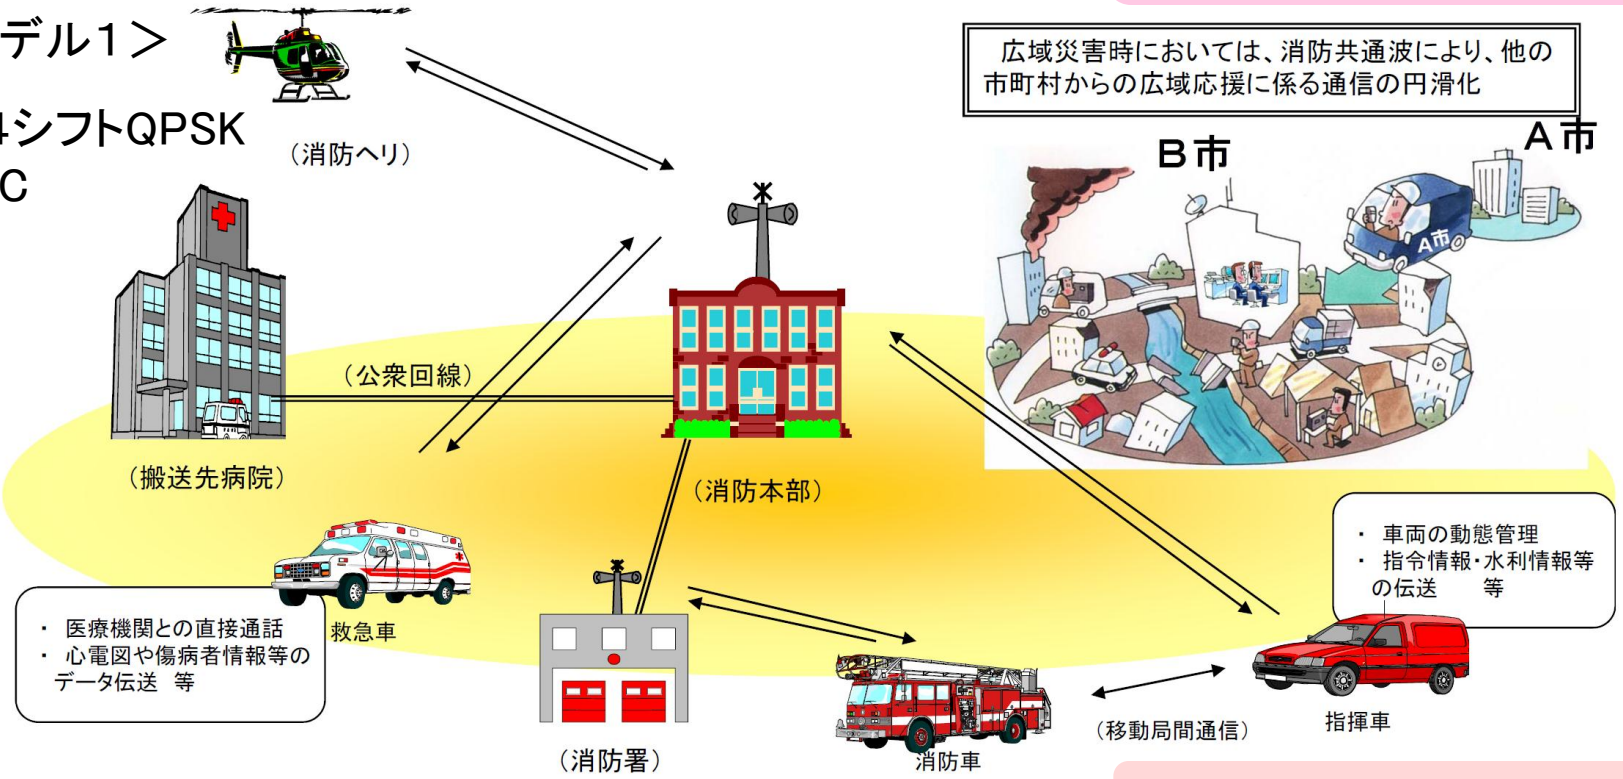 デル1＞
4シフトQPSK
C
（消防ヘリ）
広域災害時においては、消防共通波により、他の
市町村からの広域応援に係る通信の円滑化
A市
B市
A市
（公衆回線）
（搬送先病院）
（消防本部）
・ 車両の動態管理
・ 指令情報・水利情報等
の伝送　等
・ 医療機関との直接通話
・ 心電図や傷病者情報等の
データ伝送 等
救急車
（消防署）
消防車
（移動局間通信）
指揮車